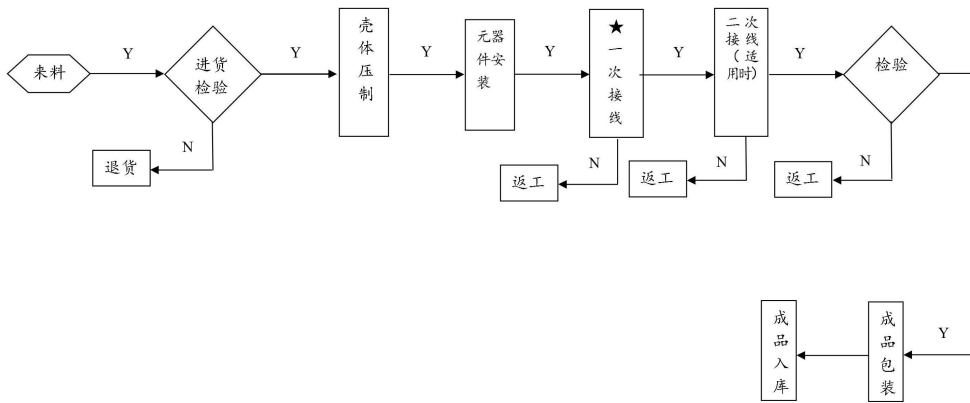 来料
Y
进货
检验
Y
壳
体
压
制
Y
元器
件安
装
Y
★
一
次
接
线
Y
二次
接线
(适
用时)
Y
检验
N
退货
N
返工
N
返工
N
返工
Y
成
品
包
装
成
品
入
库